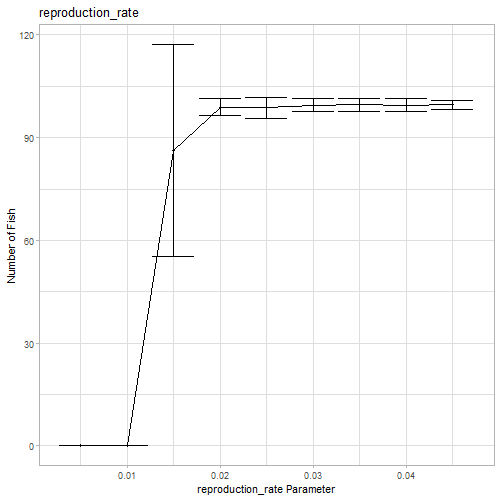 reproduction_rate
120
90
60
30
0
Number of Fish
0.01 0.02 0.03 0.04
reproduction_rate Parameter